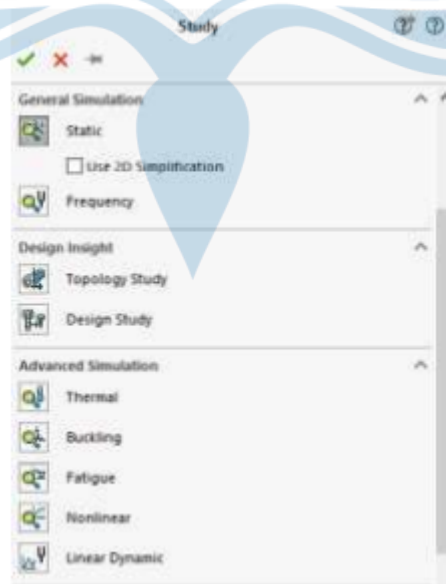 Study
General Simulation
Static
Use 2D Simplification
Frequency
Design Insight
Topology Study
Design Study
Advanced Simulation
Thermal
Buckling
Fatigue
Nonlinear
Linear Dynamic